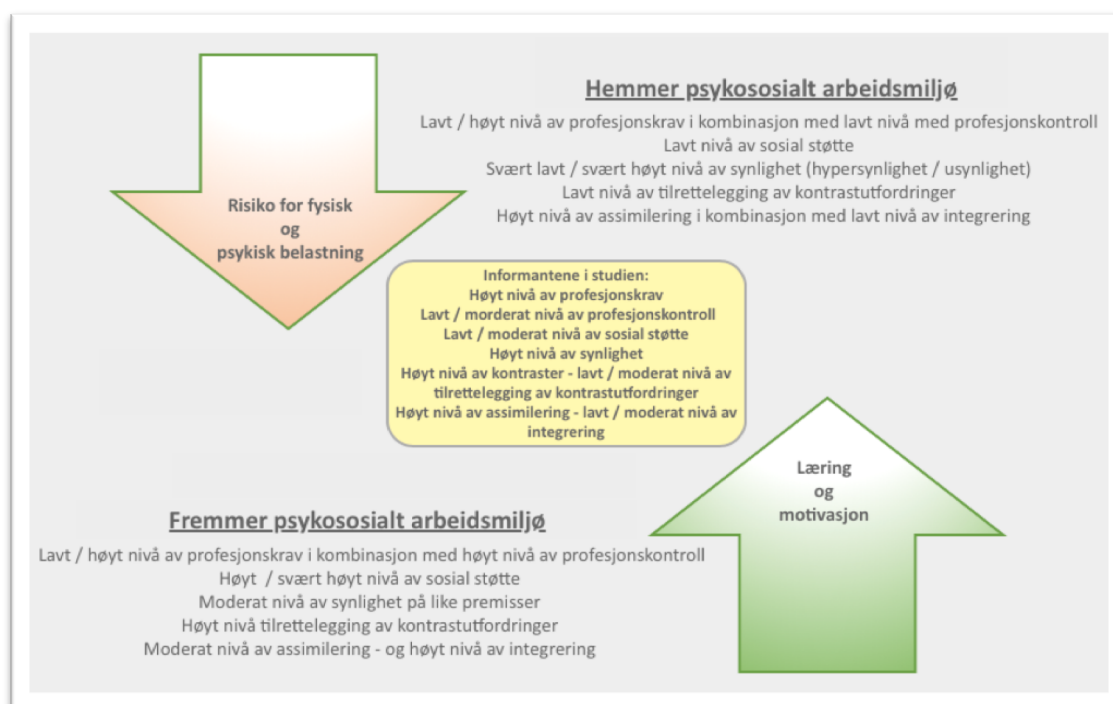 Hemmer psykososialt arbeidsmiljø
Lavt / høyt nivå av profesjonskrav i kombinasjon med lavt nivå med profesjonskontroll
Lavt nivå av sosial støtte
Svært lavt / svært høyt nivå av synlighet (hypersynlighet / usynlighet)
Lavt nivå av tilrettelegging av kontrastutfordringer
Høyt nivå av assimilering i kombinasjon med lavt nivå av integrering
Risiko for fysisk
og
psykisk belastning
Informantene i studien:
Høyt nivå av profesjonskrav
Lavt / morderat nivå av profesjonskontroll
Lavt / moderat nivå av sosial støtte
Høyt nivå av synlighet
Høyt nivå av kontraster - lavt / moderat nivå av
tilrettelegging av kontrastutfordringer
Høyt nivå av assimilering - lavt / moderat nivå av
integrering
Læring
og
motivasjon
Fremmer psykososialt arbeidsmiljø
Lavt / høyt nivå av profesjonskrav i kombinasjon med høyt nivå av profesjonskontroll
Høyt / svært høyt nivå av sosial støtte
Moderat nivå av synlighet på like premisser
Høyt nivå tilrettelegging av kontrastutfordringer
Moderat nivå av assimilering - og høyt nivå av integrering